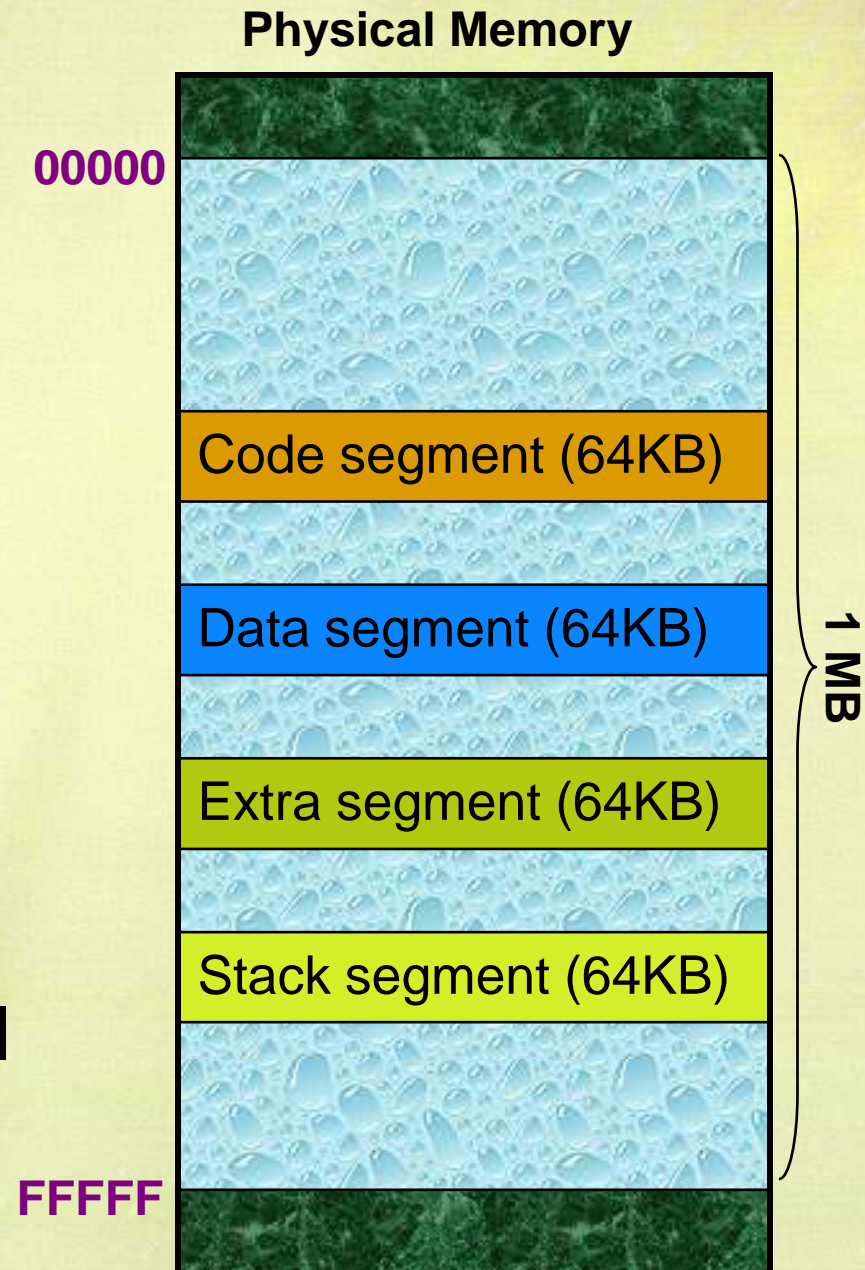 Physical Memory
00000
Code segment (64KB)
Data segment (64KB)
1 MB
Extra segment (64KB)
Stack segment (64KB)
FFFFF